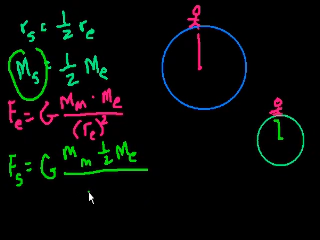 r_s = 1/2 r_e
M_s = 1/2 M_e
F_e = G M_m · M_e / (r_e)^2
F_s = G M_m 1/2 M_e